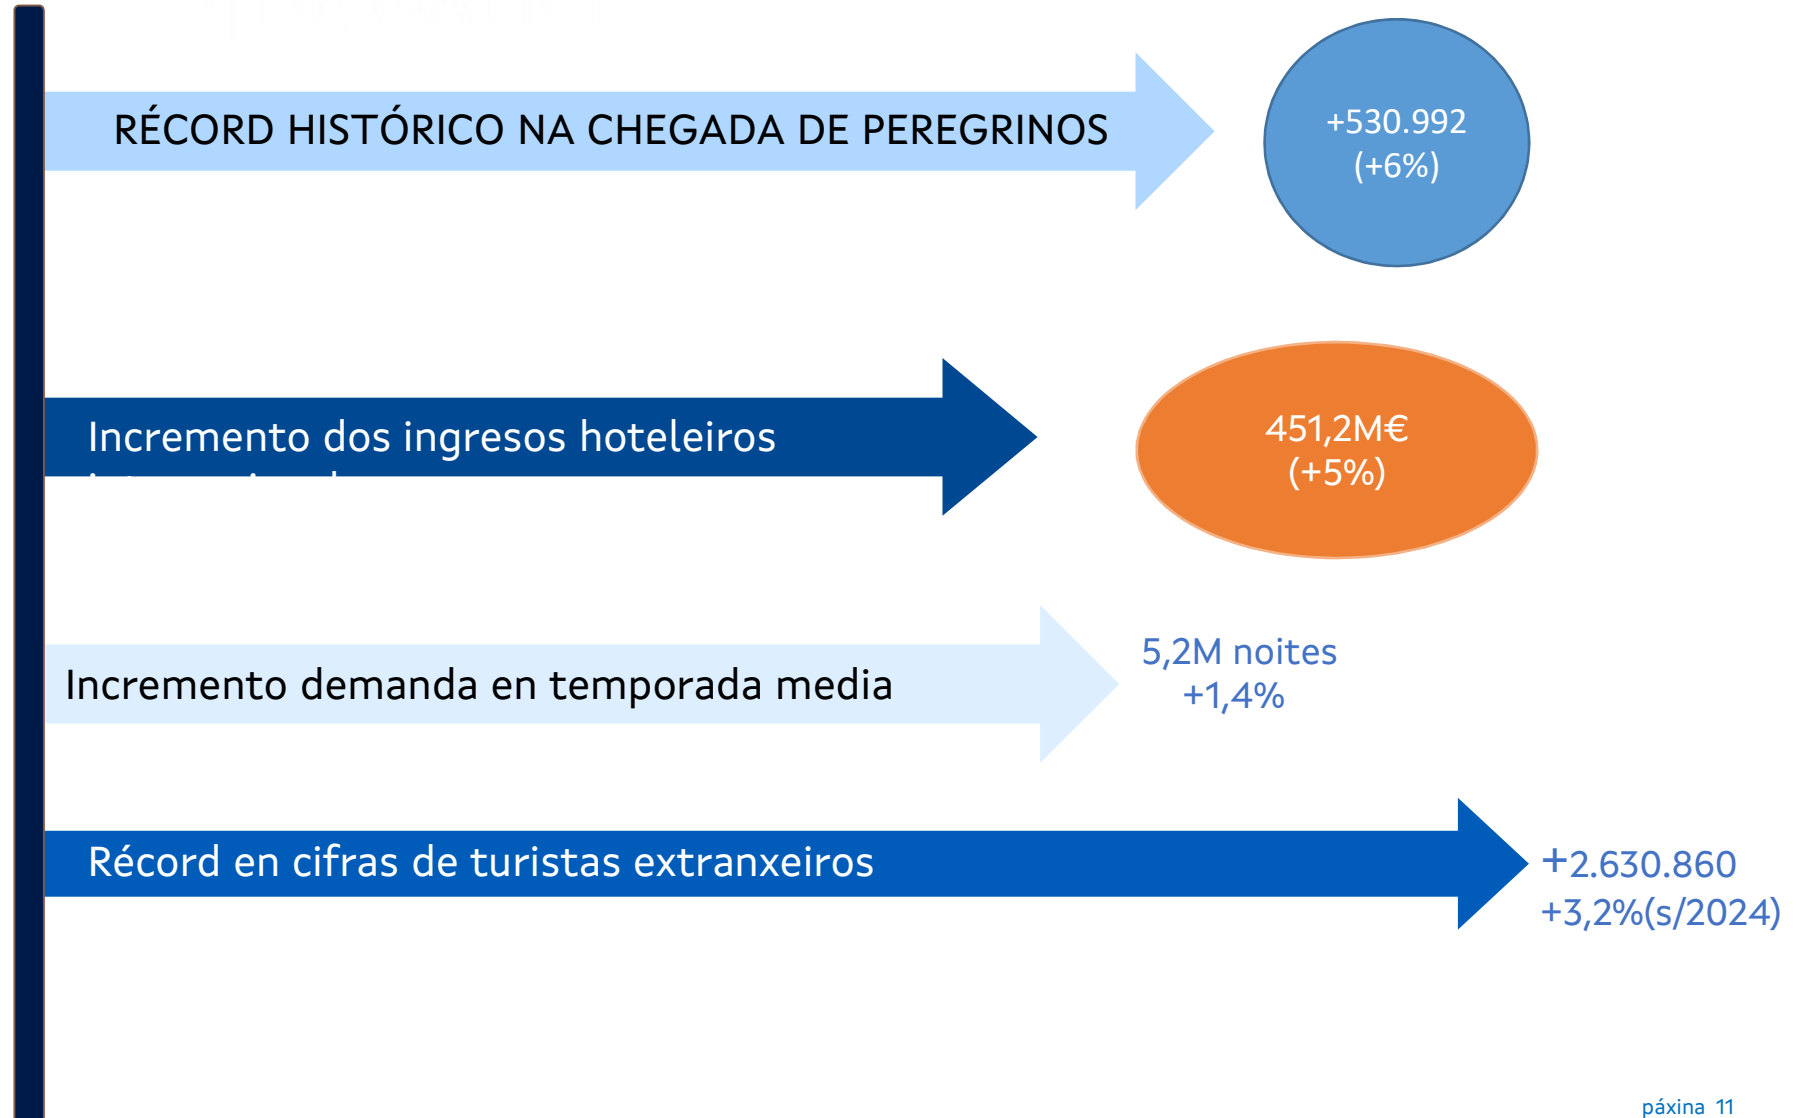 RÉCORD HISTÓRICO NA CHEGADA DE PEREGRINOS
+530.992
(+6%)
Incremento dos ingresos hoteleiros
451,2M€
(+5%)
Incremento demanda en temporada media
5,2M noites
+1,4%
Récord en cifras de turistas extranxeiros
+2.630.860
+3,2%(s/2024)
páxina 11